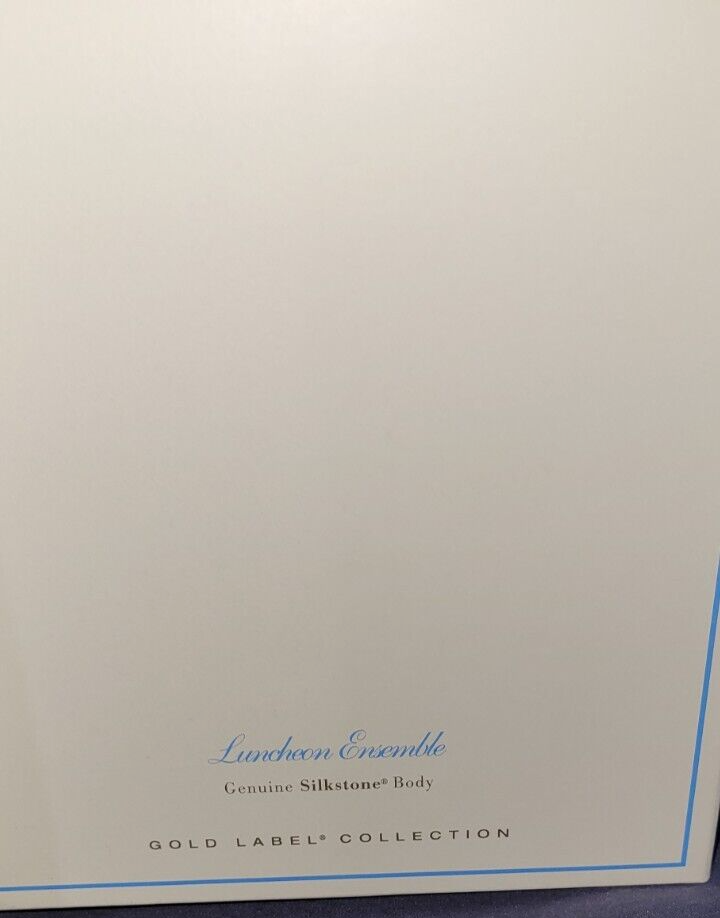 Luncheon Ensemble
Genuine Silkstone® Body
GOLD LABEL® COLLECTION